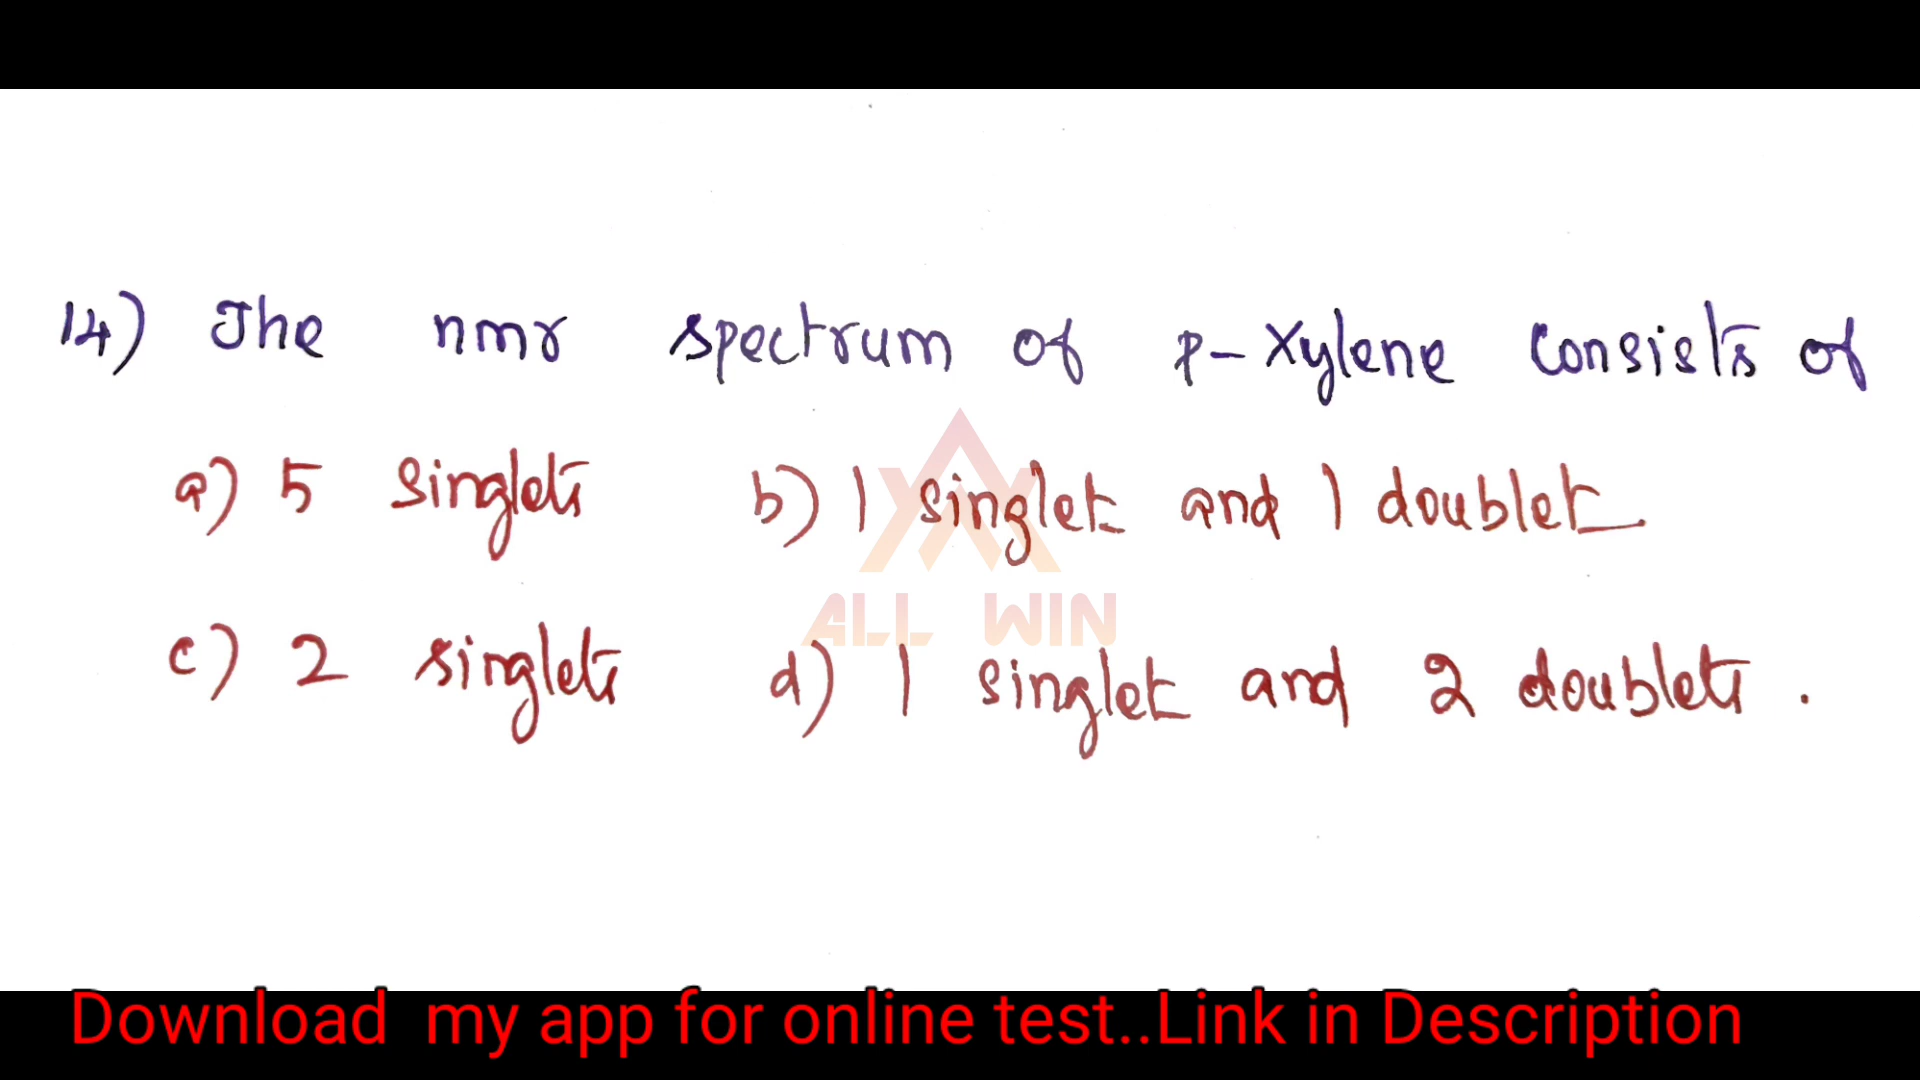 14) The nmr spectrum of p-Xylene Consists of
a) 5 Singlets b) 1 singlet and 1 doublet.
ALL WIN
c) 2 singlets d) 1 singlet and 2 doublets.
Download my app for online test..Link in Description